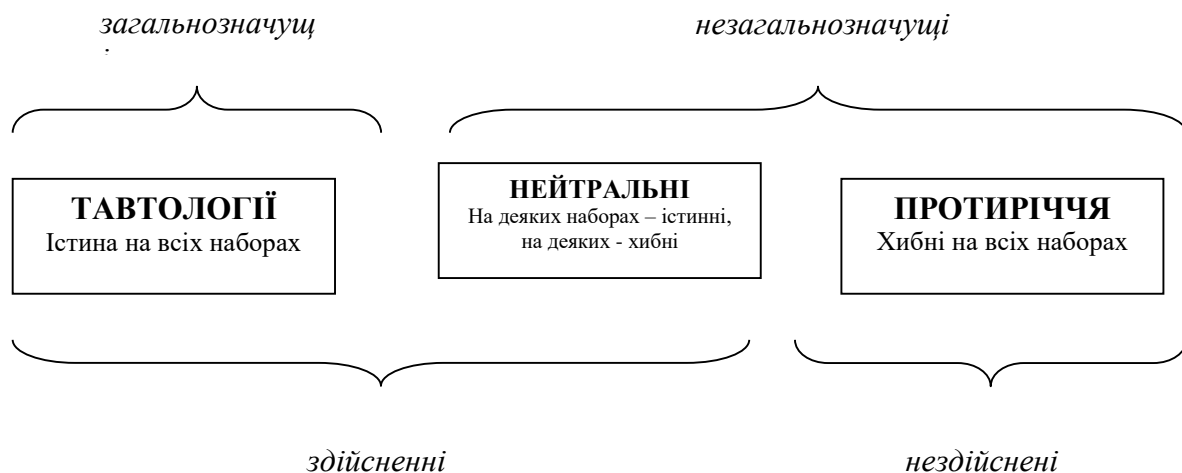 загальнозначущ
незагальнозначущі
ТАВТОЛОГІЇ
Істина на всіх наборах
НЕЙТРАЛЬНІ
На деяких наборах – істинні,
на деяких - хибні
ПРОТИРІЧЧЯ
Хибні на всіх наборах
здійсненні
нездійснені